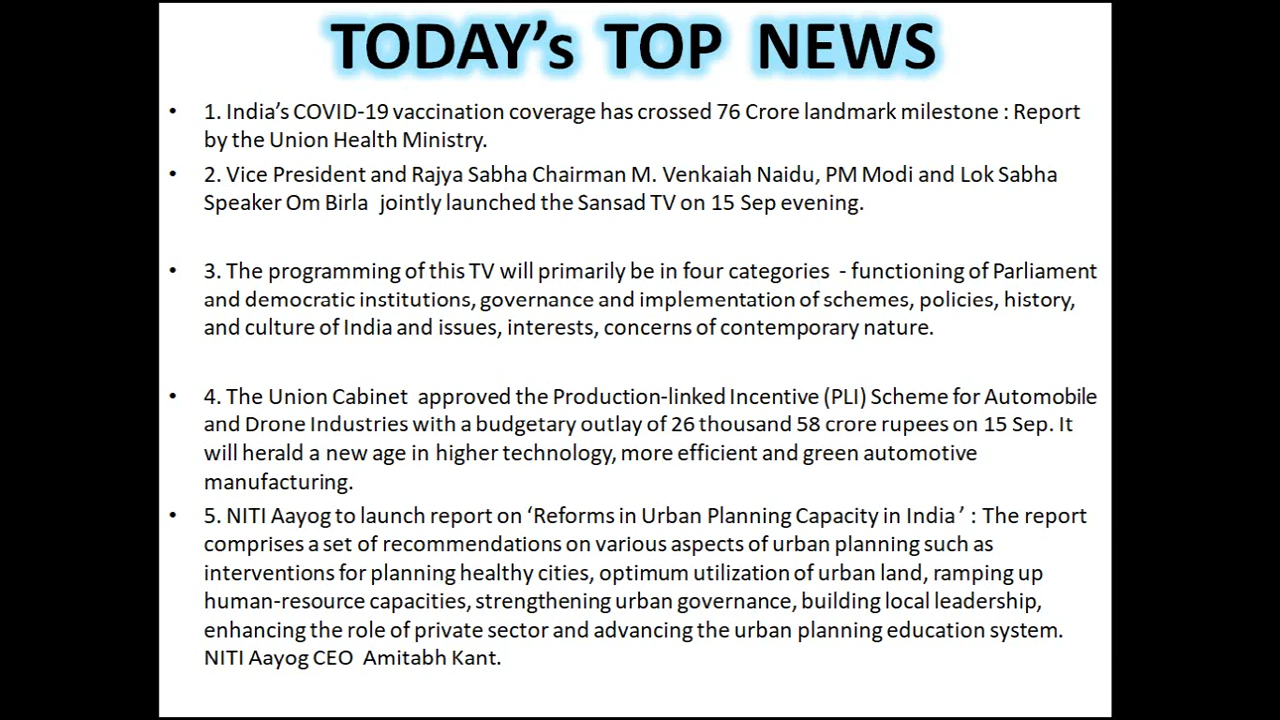 TODAY’s TOP NEWS
• 1. India’s COVID-19 vaccination coverage has crossed 76 Crore landmark milestone : Report
by the Union Health Ministry.
• 2. Vice President and Rajya Sabha Chairman M. Venkaiah Naidu, PM Modi and Lok Sabha
Speaker Om Birla jointly launched the Sansad TV on 15 Sep evening.
• 3. The programming of this TV will primarily be in four categories - functioning of Parliament
and democratic institutions, governance and implementation of schemes, policies, history,
and culture of India and issues, interests, concerns of contemporary nature.
• 4. The Union Cabinet approved the Production-linked Incentive (PLI) Scheme for Automobile
and Drone Industries with a budgetary outlay of 26 thousand 58 crore rupees on 15 Sep. It
will herald a new age in higher technology, more efficient and green automotive
manufacturing.
• 5. NITI Aayog to launch report on ‘Reforms in Urban Planning Capacity in India’ : The report
comprises a set of recommendations on various aspects of urban planning such as
interventions for planning healthy cities, optimum utilization of urban land, ramping up
human-resource capacities, strengthening urban governance, building local leadership,
enhancing the role of private sector and advancing the urban planning education system.
NITI Aayog CEO Amitabh Kant.